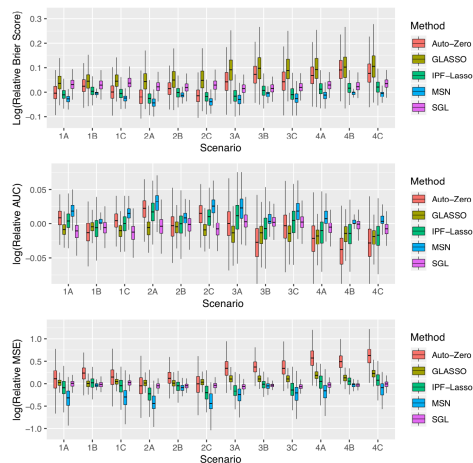 Log(Relative Brier Score)
0.3
0.2
0.1
0.0
−0.1
1A
1B
1C
2A
2B
2C
3A
3B
3C
4A
4B
4C
Scenario
Method
Auto−Zero
GLASSO
IPF−Lasso
MSN
SGL
log(Relative AUC)
0.05
0.00
−0.05
1A
1B
1C
2A
2B
2C
3A
3B
3C
4A
4B
4C
Scenario
Method
Auto−Zero
GLASSO
IPF−Lasso
MSN
SGL
log(Relative MSE)
1.0
0.5
0.0
−0.5
−1.0
1A
1B
1C
2A
2B
2C
3A
3B
3C
4A
4B
4C
Scenario
Method
Auto−Zero
GLASSO
IPF−Lasso
MSN
SGL